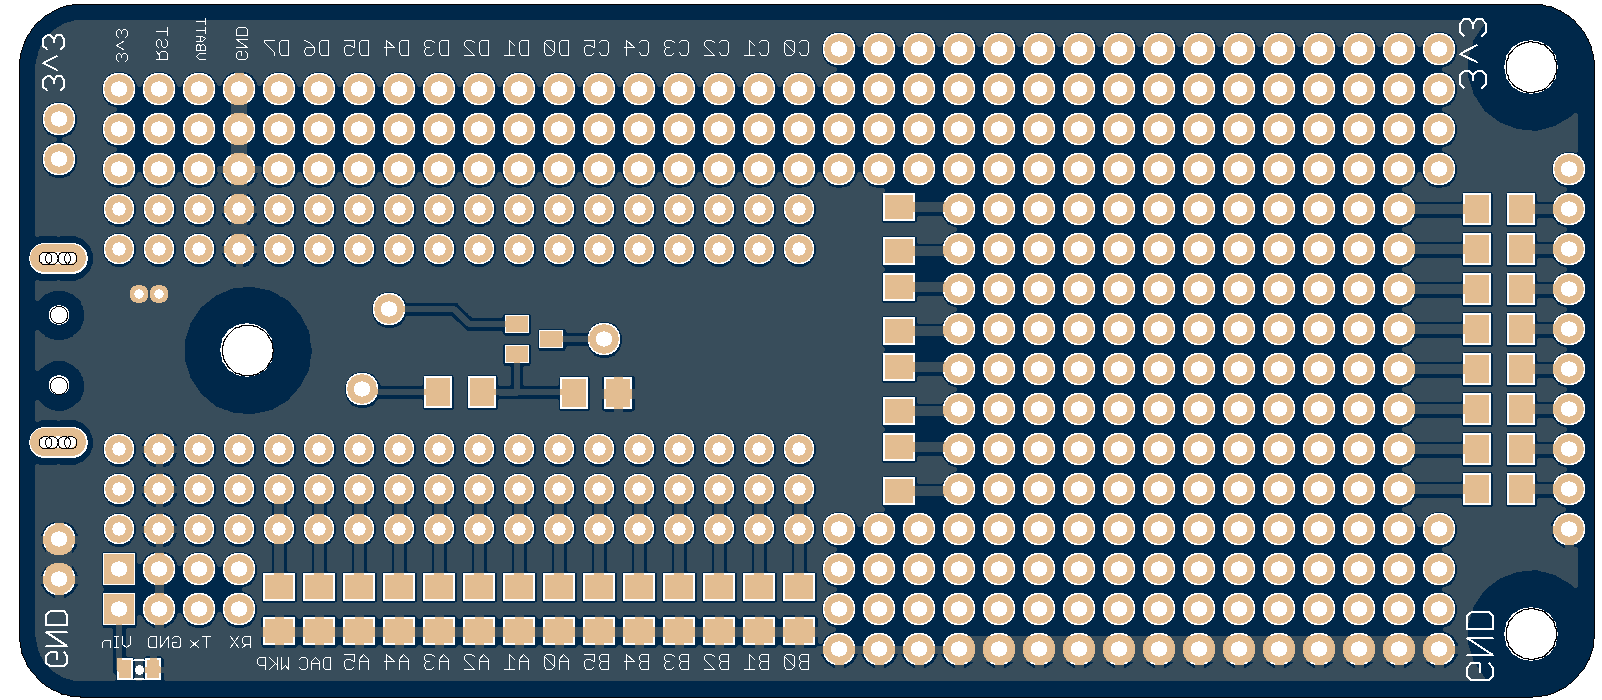 3V3
3V3 RST VBATT GND D7 D6 D5 D4 D3 D2 D1 D0 C5 C4 C3 C2 C1 C0
3V3
GND
Vin GND Tx RX
WKP DAC A5 A4 A3 A2 A1 A0 B5 B4 B3 B2 B1 B0
GND